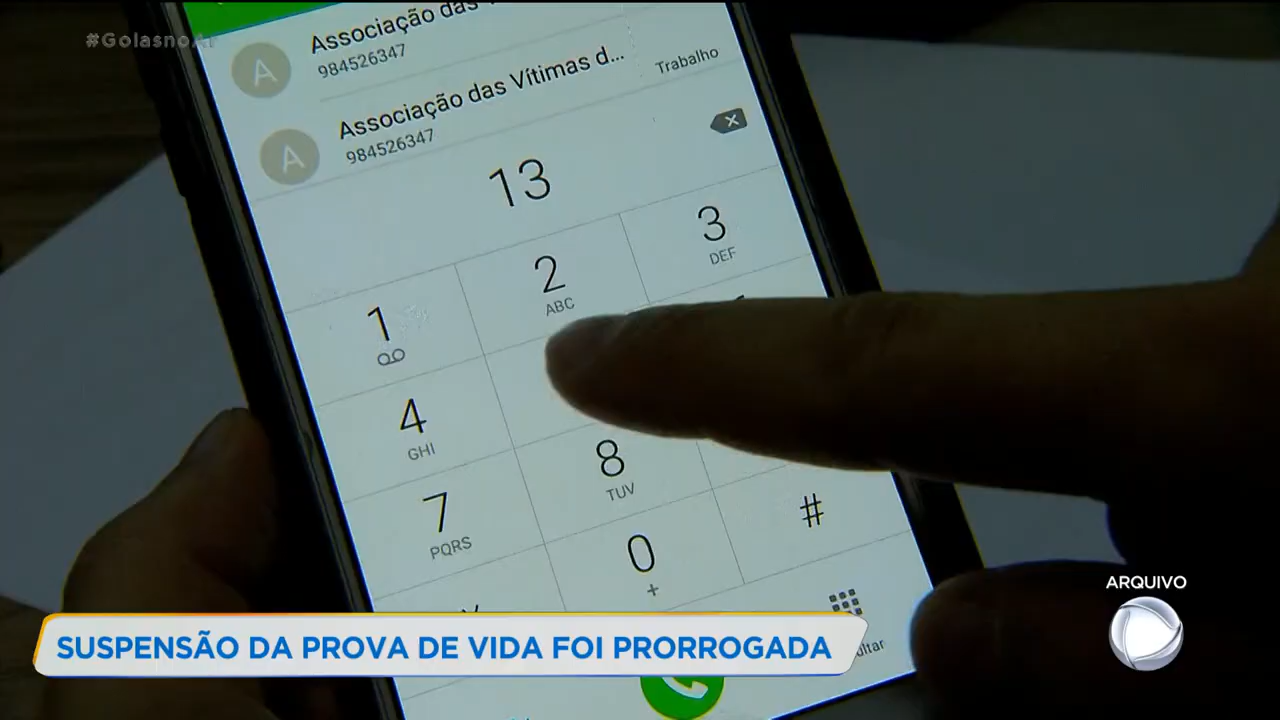 #GoiásnoAr
Associação das V
984526347
Associação das Vítimas d...
984526347
Trabalho
13
1
2
ABC
3
DEF
4
GHI
7
PQRS
8
TUV
0
+
#
ARQUIVO
SUSPENSÃO DA PROVA DE VIDA FOI PRORROGADA